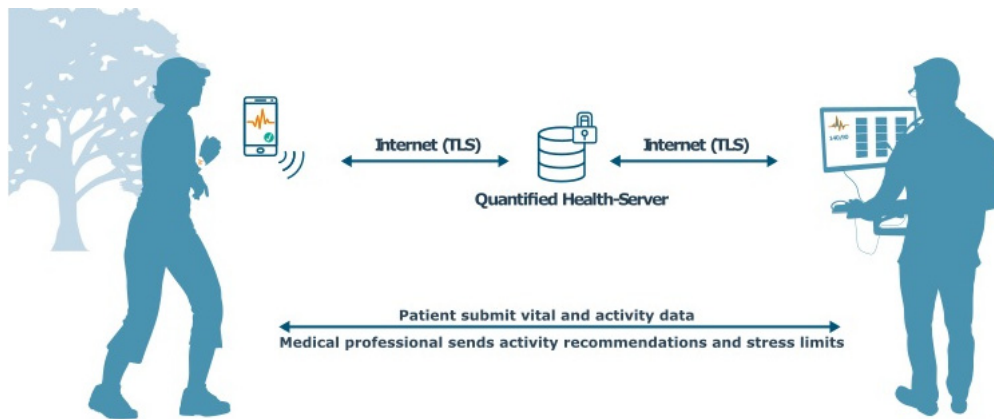 Internet (TLS)
Internet (TLS)
Quantified Health-Server
Patient submit vital and activity data
Medical professional sends activity recommendations and stress limits